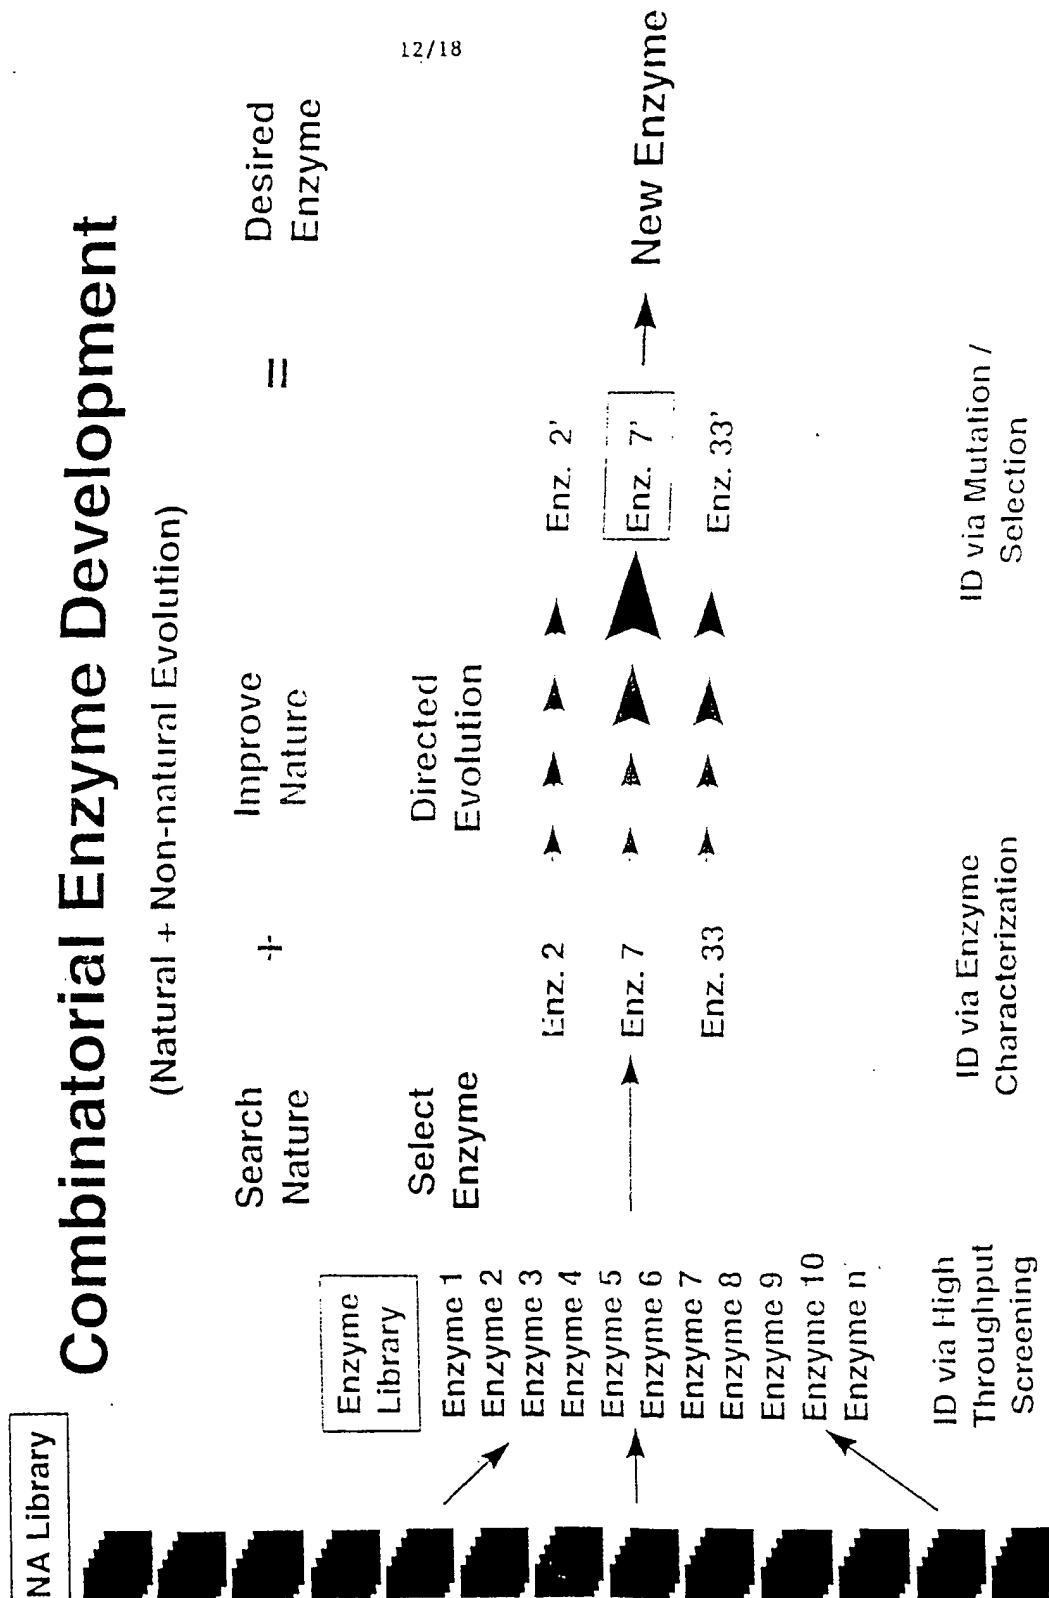 12/18
NA Library
Combinatorial Enzyme Development
(Natural + Non-natural Evolution)
Search
Nature
+
Improve
Nature
=
Desired
Enzyme
Enzyme
Library
Select
Enzyme
Directed
Evolution
Enzyme 1
Enzyme 2
Enzyme 3
Enzyme 4
Enzyme 5
Enzyme 6
Enzyme 7
Enzyme 8
Enzyme 9
Enzyme 10
Enzyme n
Enz. 2
Enz. 7
Enz. 33
Enz. 2'
Enz. 7'
Enz. 33'
New Enzyme
ID via High
Throughput
Screening
ID via Enzyme
Characterization
ID via Mutation /
Selection